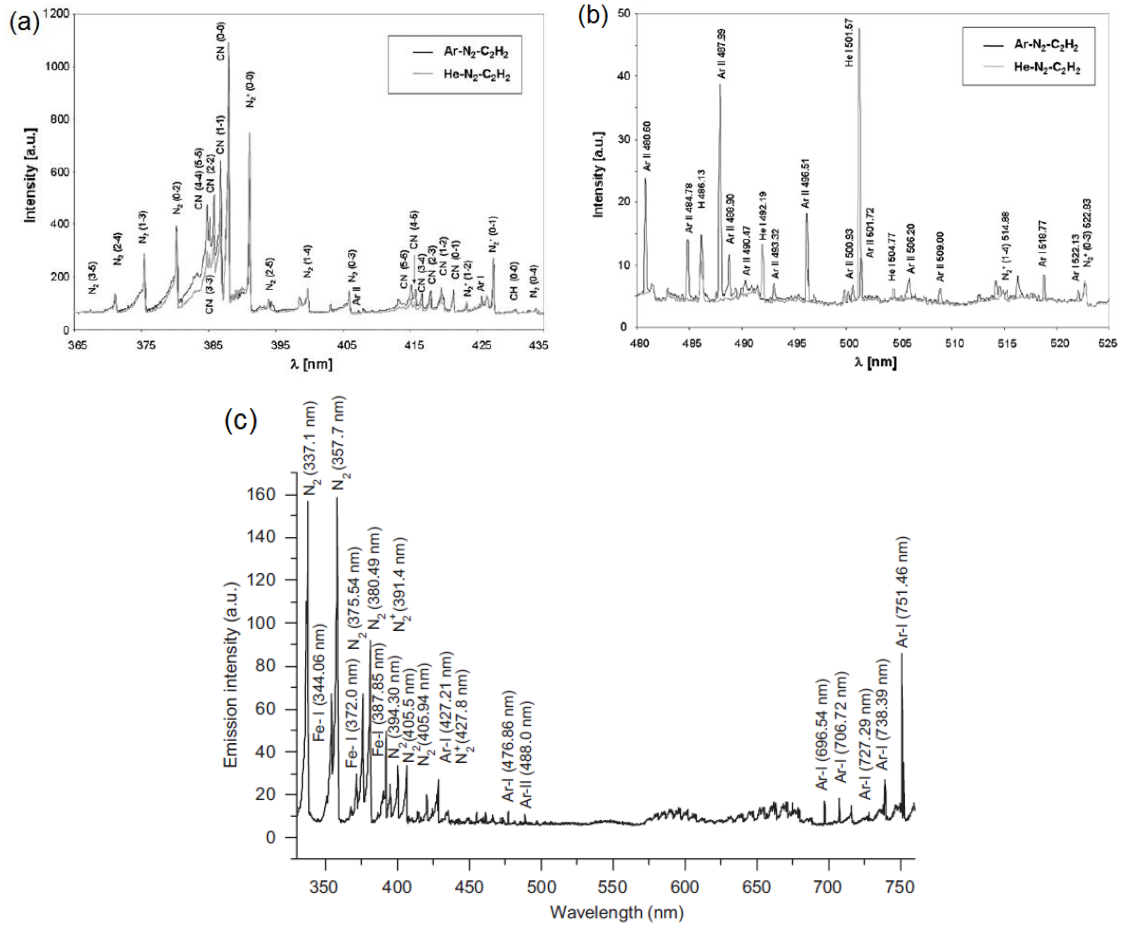 (a)
1200
1000
800
600
400
200
0
Intensity [a.u.]
N₂ (3-5)
N₂ (2-4)
N₂ (1-3)
N₂ (0-2)
CN (4-4) (5-5)
CN (3-3)
CN (2-2)
CN (1-1)
CN (0-0)
N₂⁺ (0-0)
N₂ (2-5)
N₂ (1-4)
N₂ (0-3)
Ar II
CN (5-6)
CN (4-5)
CN (3-4)
CN (2-3)
CN (1-2)
CN (0-1)
N₂⁺ (1-2)
Ar I
N₂⁺ (0-1)
CH (0-0)
N₂ (0-4)
Ar-N₂-C₂H₂
He-N₂-C₂H₂
365 375 385 395 405 415 425 435
λ [nm]
(b)
50
40
30
20
10
0
Intensity [a.u.]
Ar II 480.60
Ar II 484.78
H 486.13
Ar II 487.99
Ar II 488.90
Ar II 490.47
He I 492.19
Ar II 493.32
Ar II 496.51
Ar II 500.93
He I 501.57
Ar II 501.72
He I 504.77
Ar II 506.20
Ar II 509.00
N₂⁺ (1-4) 514.88
Ar I 518.77
Ar I 522.13
N₂⁺ (0-3) 522.83
Ar-N₂-C₂H₂
He-N₂-C₂H₂
480 485 490 495 500 505 510 515 520 525
λ [nm]
(c)
160
140
120
100
80
60
40
20
0
Emission intensity (a.u.)
N₂ (337.1 nm)
Fe- I (344.06 nm)
N₂ (357.7 nm)
Fe- I (372.0 nm)
N₂ (375.54 nm)
N₂ (380.49 nm)
Fe-I (387.85 nm)
N₂⁺ (391.4 nm)
N₂ (394.30 nm)
N₂ (405.5 nm)
N₂ (405.94 nm)
Ar-I (427.21 nm)
N₂⁺ (427.8 nm)
Ar-I (476.86 nm)
Ar-II (488.0 nm)
Ar-I (696.54 nm)
Ar-I (706.72 nm)
Ar-I (727.29 nm)
Ar-I (738.39 nm)
Ar-I (751.46 nm)
350 400 450 500 550 600 650 700 750
Wavelength (nm)